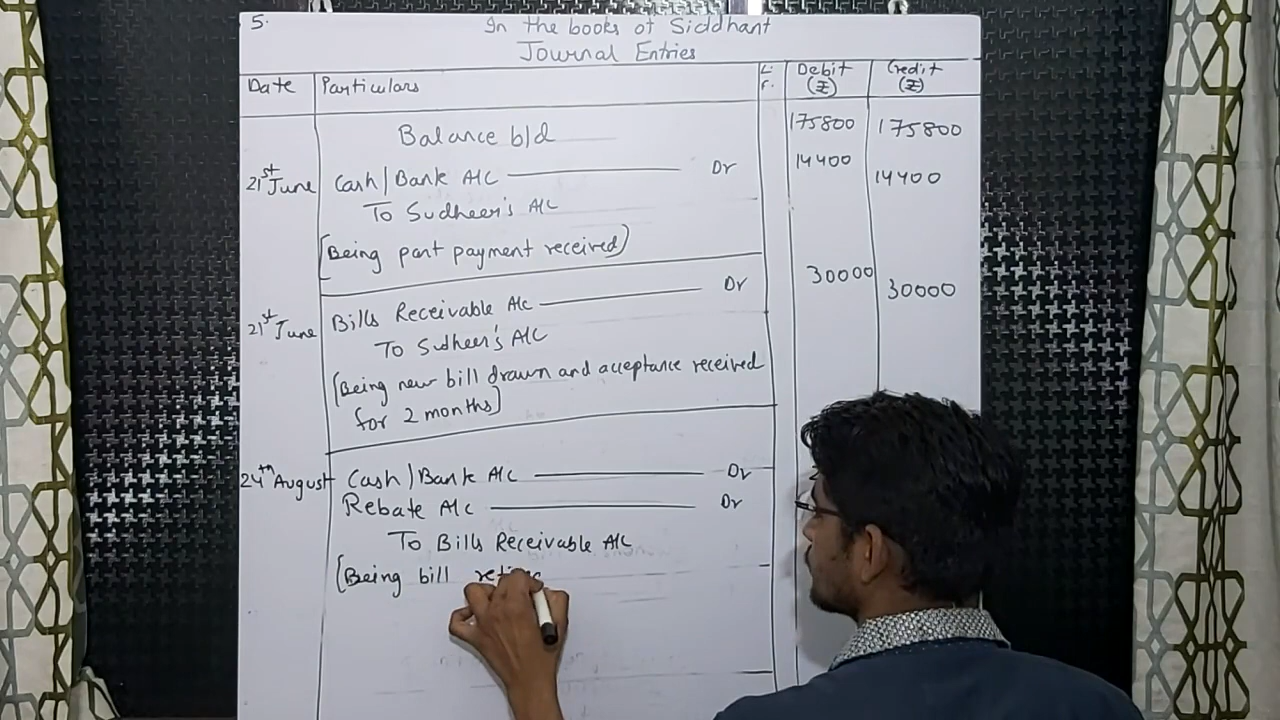 5.
In the books of Siddhant
Journal Entries
Date Particulars L.F. Debit (₹) Credit (₹)
Balance b/d 175800 175800
21st June Cash/Bank A/C Dr 14400
To Sudheer's A/C 14400
[Being part payment received)
21st June Bills Receivable A/c Dr 30000
To Sudheer's A/C 30000
[Being new bill drawn and acceptance received
for 2 months]
24th August Cash/Bank A/C Dr
Rebate A/c Dr
To Bills Receivable A/C
[Being bill